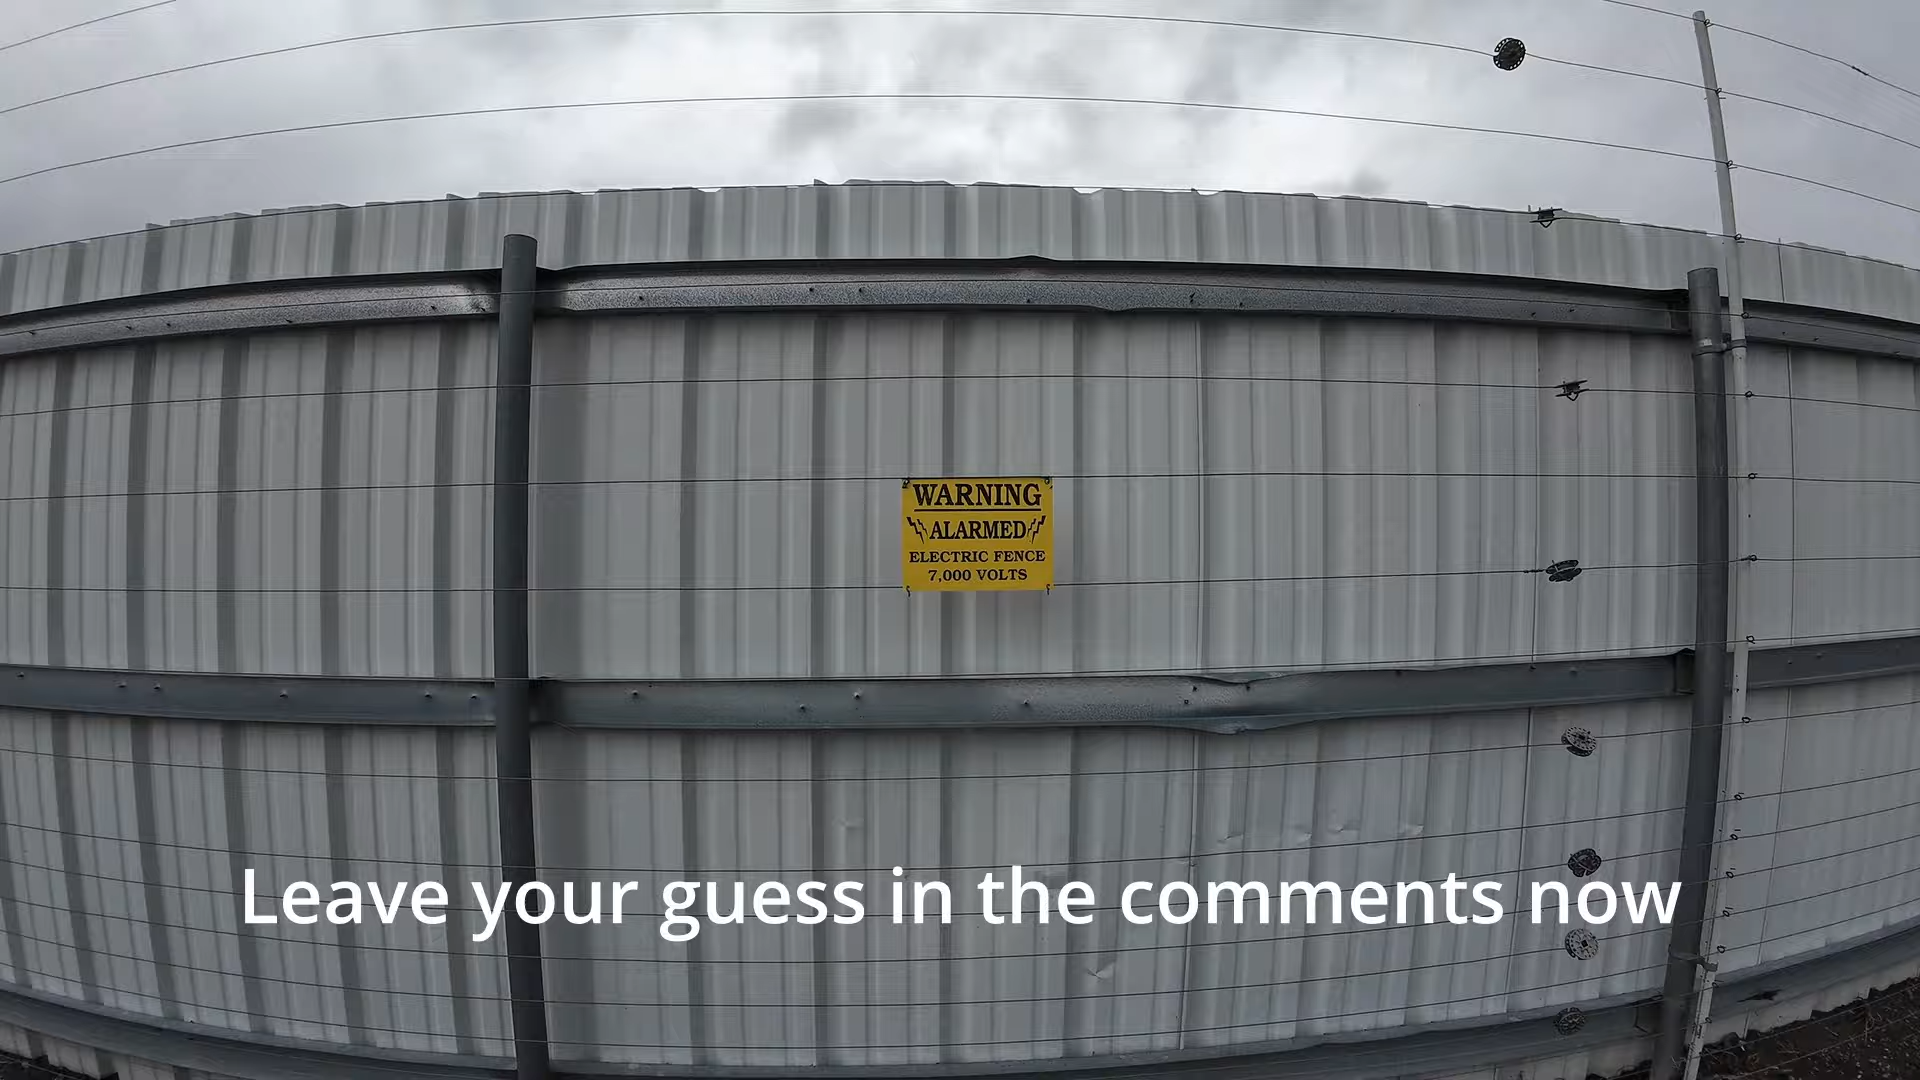 WARNING
ALARMED
ELECTRIC FENCE
7,000 VOLTS
Leave your guess in the comments now